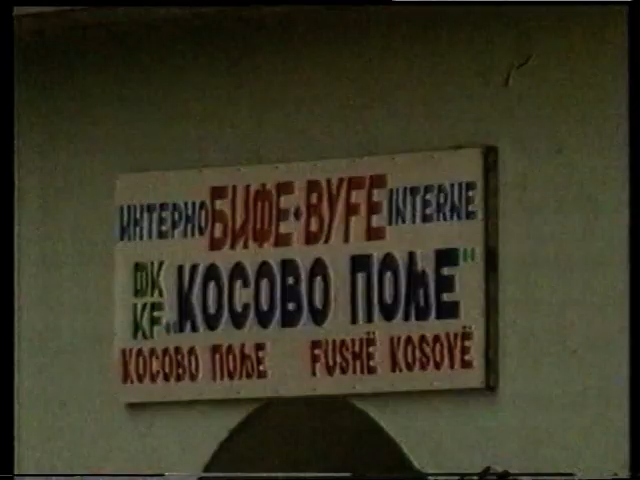 ИНТЕРНО БИФЕ • BYFE INTERNE
ФК
KF „КОСОВО ПОЉЕ"
КОСОВО ПОЉЕ FUSHË KOSOVË